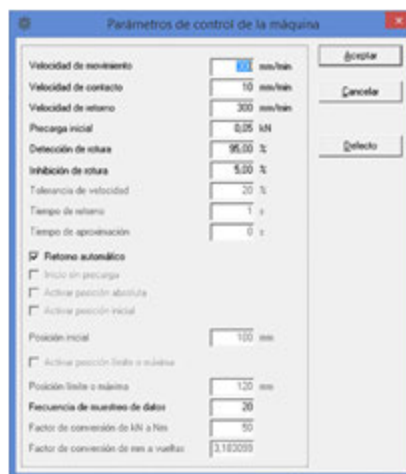 Parámetros de control de la máquina
Velocidad de movimiento mm/min
Velocidad de contacto 10 mm/min
Velocidad de retorno 300 mm/min
Precarga inicial 0,05 kN
Detección de rotura 95,00 %
Inhibición de rotura 5,00 %
Tolerancia de velocidad 20 %
Tiempo de retorno 1 s
Tiempo de aproximación 0 s
Retorno automático
Inicio sin precarga
Activar posición absoluta
Activar posición inicial
Posición inicial 100 mm
Activar posición límite o máxima
Posición límite o máxima 120 mm
Frecuencia de muestreo de datos 20
Factor de conversión de kN a Nm 50
Factor de conversión de mm a vueltas 3,183099
Aceptar
Cancelar
Defecto